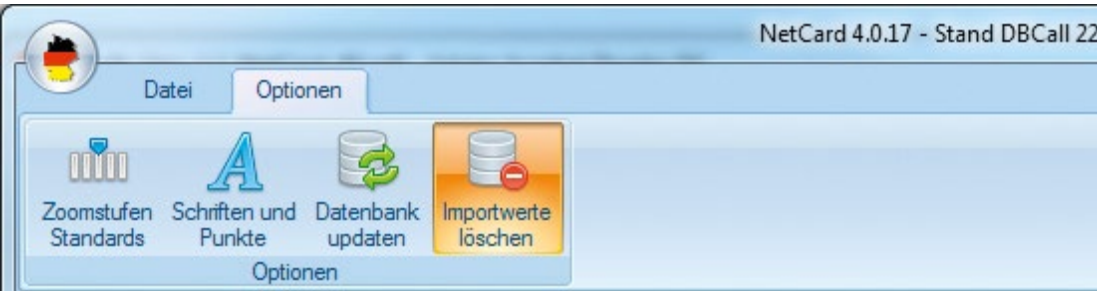 NetCard 4.0.17 - Stand DBCall 22
Datei Optionen
Zoomstufen Standards
Schriften und Punkte
Datenbank updaten
Importwerte löschen
Optionen